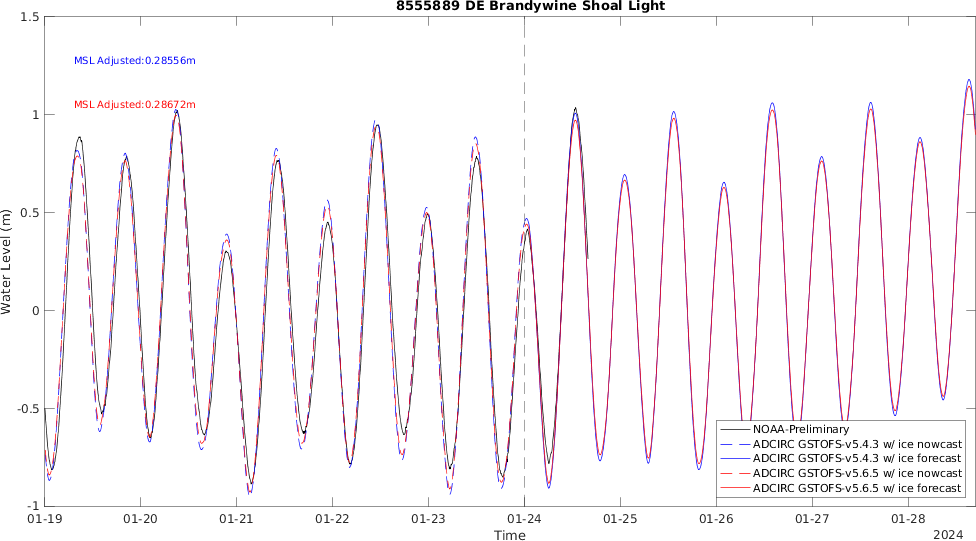 8555889 DE Brandywine Shoal Light
1.5
MSL Adjusted:0.28556m
MSL Adjusted:0.28672m
1
0.5
0
-0.5
-1
Water Level (m)
NOAA-Preliminary
ADCIRC GSTOFS-v5.4.3 w/ ice nowcast
ADCIRC GSTOFS-v5.4.3 w/ ice forecast
ADCIRC GSTOFS-v5.6.5 w/ ice nowcast
ADCIRC GSTOFS-v5.6.5 w/ ice forecast
01-19 01-20 01-21 01-22 01-23 01-24 01-25 01-26 01-27 01-28
Time
2024